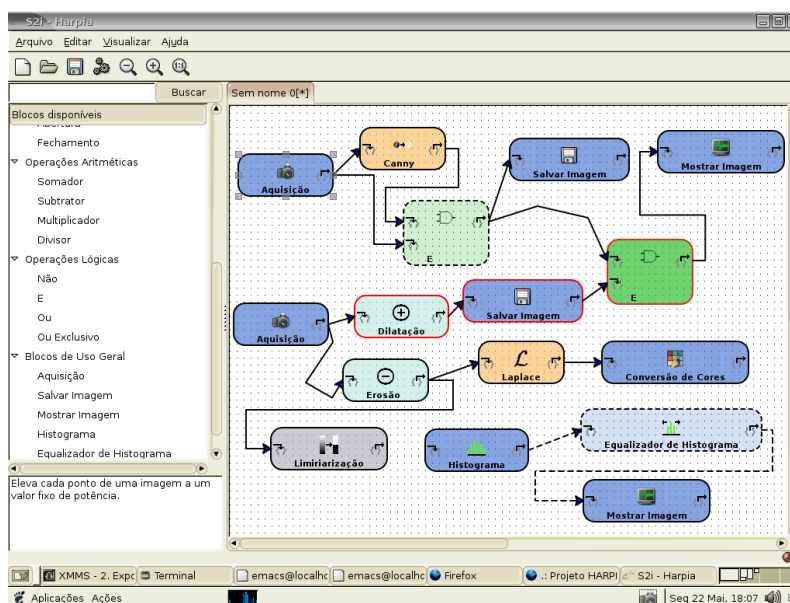 S2i - Harpia
Arquivo Editar Visualizar Ajuda
Buscar
Sem nome 0[*]
Blocos disponíveis
Abertura
Fechamento
Operações Aritméticas
Somador
Subtrator
Multiplicador
Divisor
Operações Lógicas
Não
E
Ou
Ou Exclusivo
Blocos de Uso Geral
Aquisição
Salvar Imagem
Mostrar Imagem
Histograma
Equalizador de Histograma
Eleva cada ponto de uma imagem a um
valor fixo de potência.
Canny
Aquisição
Salvar Imagem
Mostrar Imagem
E
E
Aquisição
Dilatação
Salvar Imagem
Erosão
L
Laplace
Conversão de Cores
Limiriarização
Histograma
Equalizador de Histograma
Mostrar Imagem
XMMS - 2. Expc
Terminal
emacs@localhc
emacs@localhc
Firefox
.: Projeto HARPI
S2i - Harpia
Aplicações Ações
Seg 22 Mai, 18:07